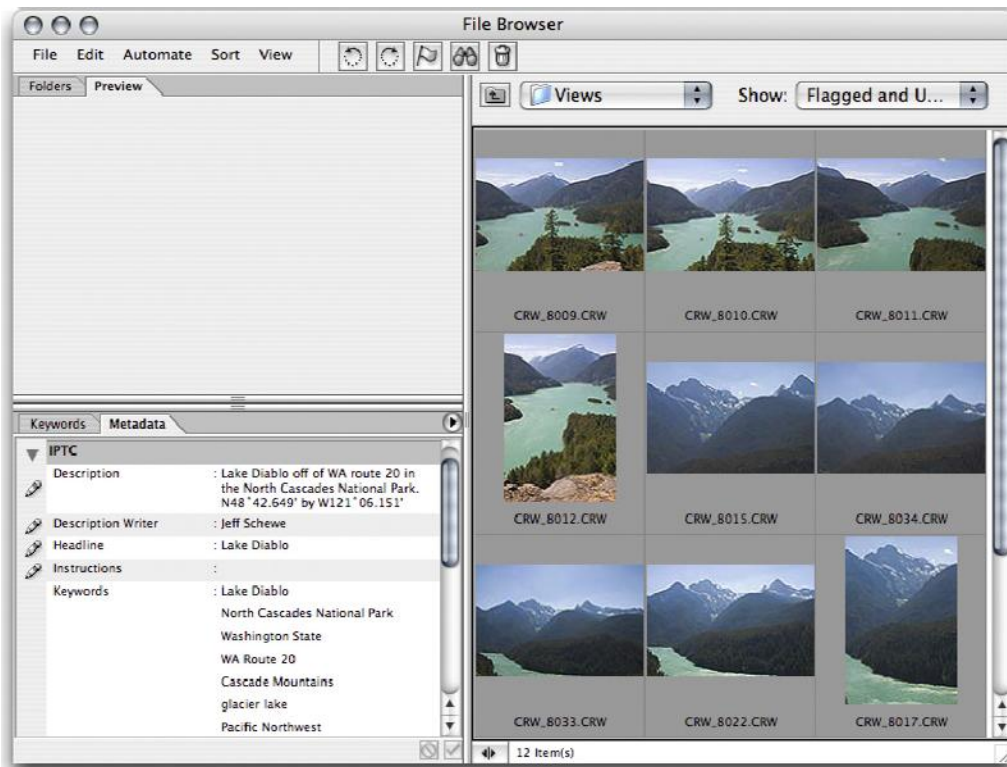 File Browser
File Edit Automate Sort View
Folders Preview
Views Show: Flagged and U...
CRW_8009.CRW CRW_8010.CRW CRW_8011.CRW
CRW_8012.CRW CRW_8015.CRW CRW_8034.CRW
CRW_8033.CRW CRW_8022.CRW CRW_8017.CRW
12 Item(s)
Keywords Metadata
IPTC
Description : Lake Diablo off of WA route 20 in
the North Cascades National Park.
N48˚42.649' by W121˚06.151'
Description Writer : Jeff Schewe
Headline : Lake Diablo
Instructions :
Keywords : Lake Diablo
North Cascades National Park
Washington State
WA Route 20
Cascade Mountains
glacier lake
Pacific Northwest